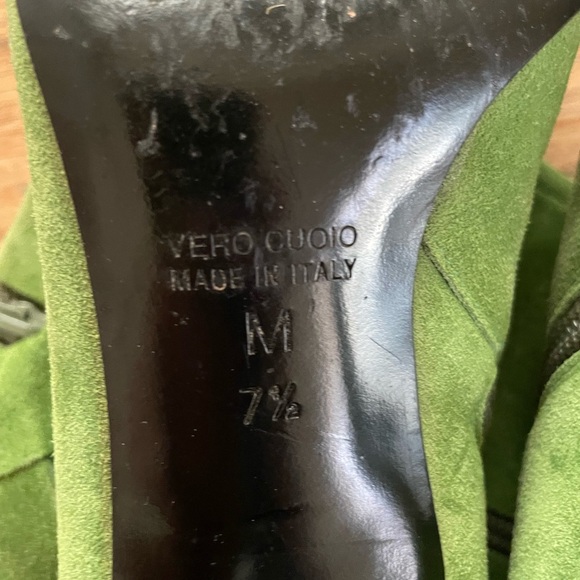 VERO CUOIO
MADE IN ITALY
M
7½